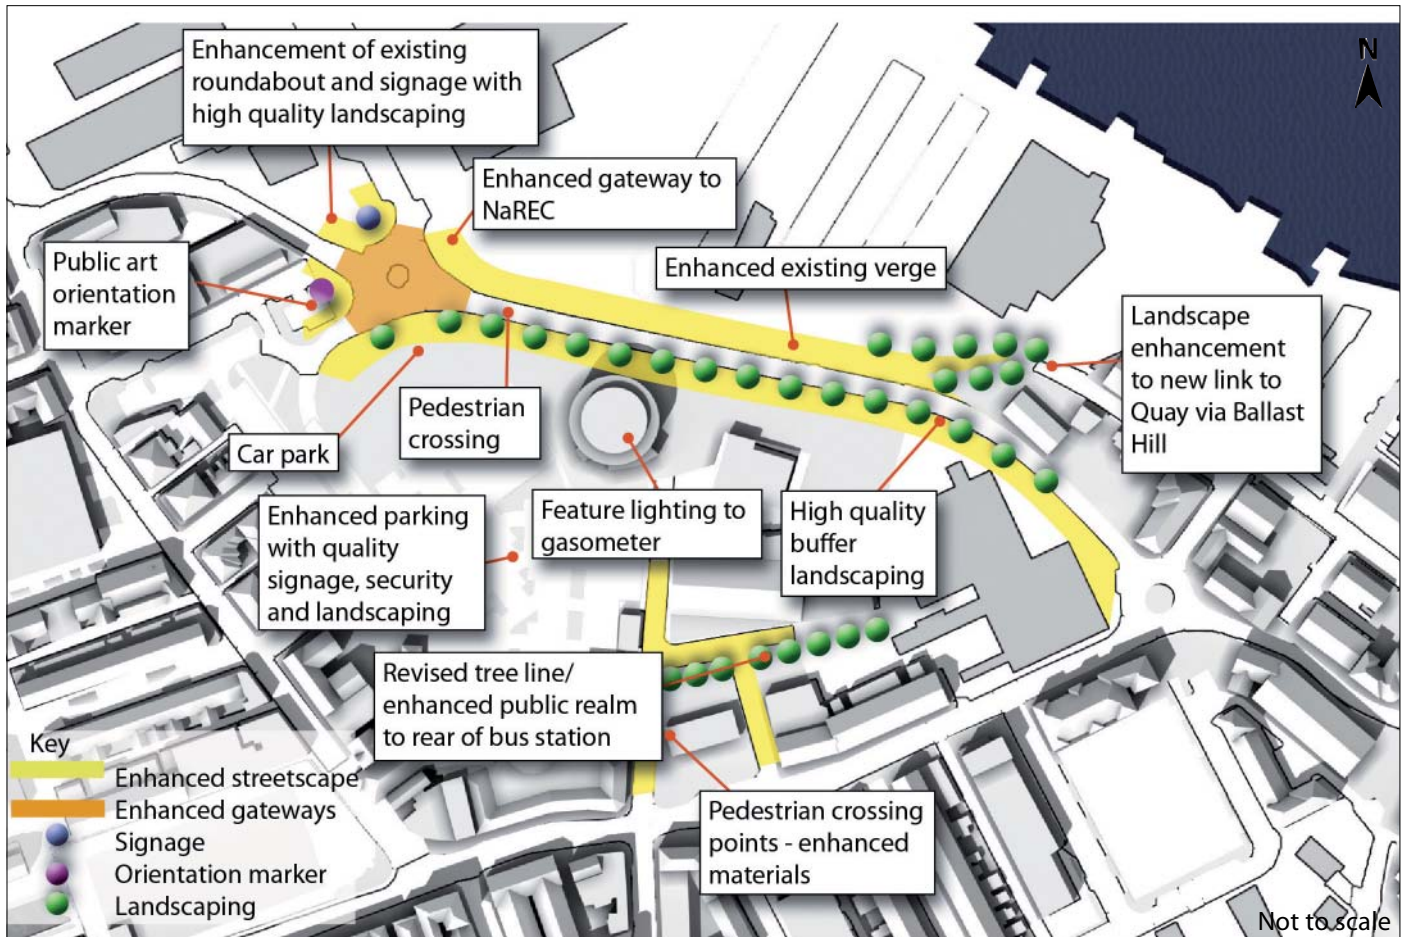 N
Enhancement of existing
roundabout and signage with
high quality landscaping
Enhanced gateway to
NaREC
Public art
orientation
marker
Enhanced existing verge
Landscape
enhancement
to new link to
Quay via Ballast
Hill
Pedestrian
crossing
Car park
Enhanced parking
with quality
signage, security
and landscaping
Feature lighting to
gasometer
High quality
buffer
landscaping
Revised tree line/
enhanced public realm
to rear of bus station
Pedestrian crossing
points - enhanced
materials
Key
Enhanced streetscape
Enhanced gateways
Signage
Orientation marker
Landscaping
Not to scale